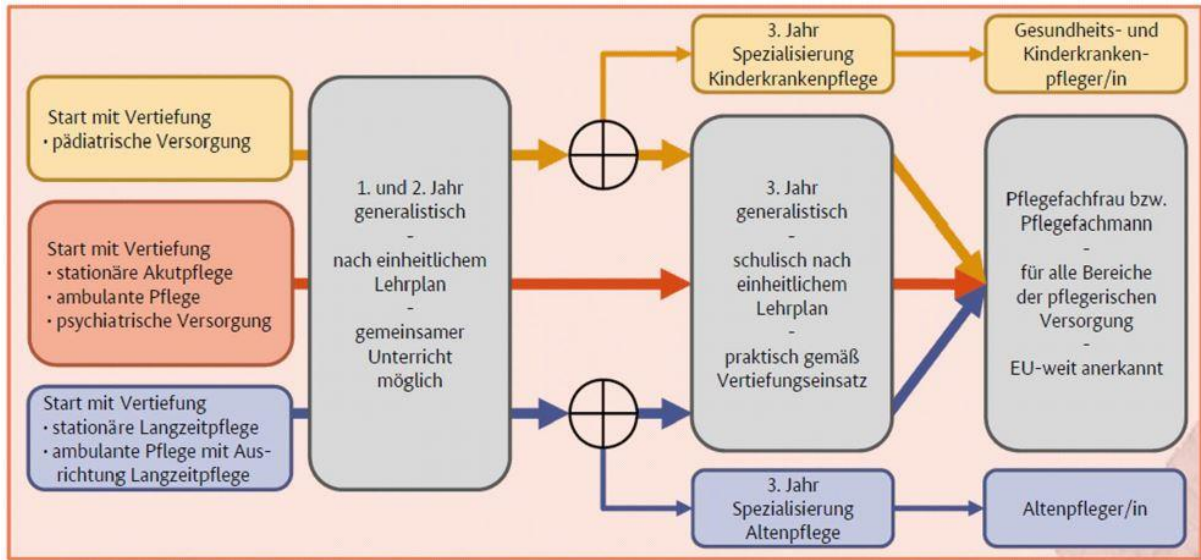 Start mit Vertiefung
· pädiatrische Versorgung
Start mit Vertiefung
· stationäre Akutpflege
· ambulante Pflege
· psychiatrische Versorgung
Start mit Vertiefung
· stationäre Langzeitpflege
· ambulante Pflege mit Aus-
richtung Langzeitpflege
1. und 2. Jahr
generalistisch
-
nach einheitlichem
Lehrplan
-
gemeinsamer
Unterricht
möglich
3. Jahr
Spezialisierung
Kinderkrankenpflege
3. Jahr
generalistisch
-
schulisch nach
einheitlichem
Lehrplan
-
praktisch gemäß
Vertiefungseinsatz
3. Jahr
Spezialisierung
Altenpflege
Gesundheits- und
Kinderkranken-
pfleger/in
Pflegefachfrau bzw.
Pflegefachmann
-
für alle Bereiche
der pflegerischen
Versorgung
-
EU-weit anerkannt
Altenpfleger/in